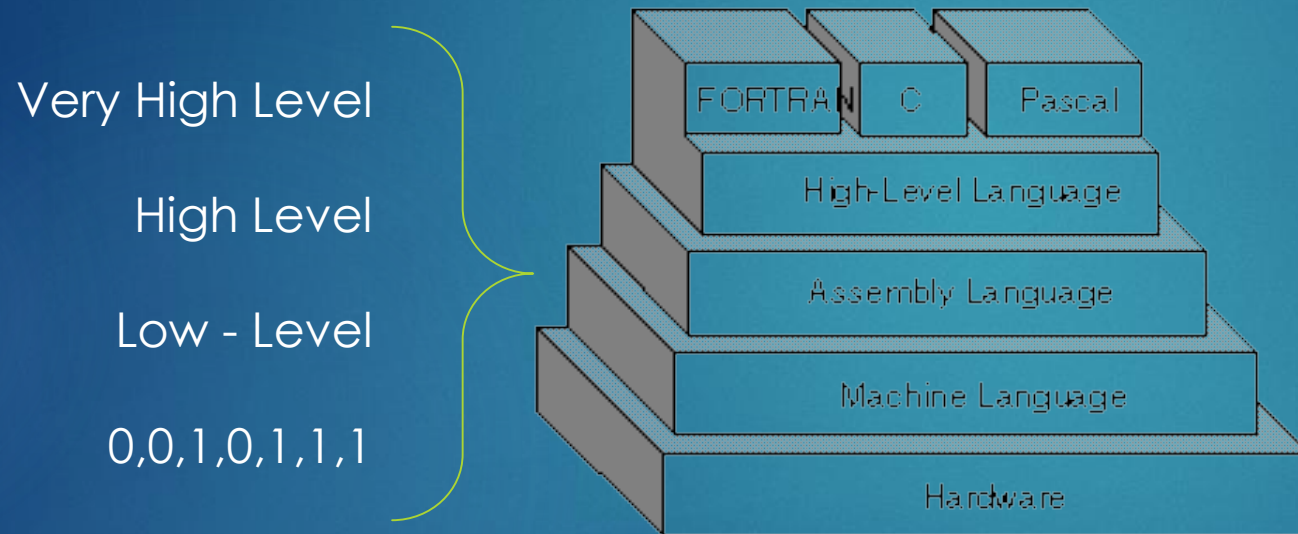 Very High Level
High Level
Low - Level
0,0,1,0,1,1,1
FORTRAN
C
Pascal
High-Level Language
Assembly Language
Machine Language
Hardware